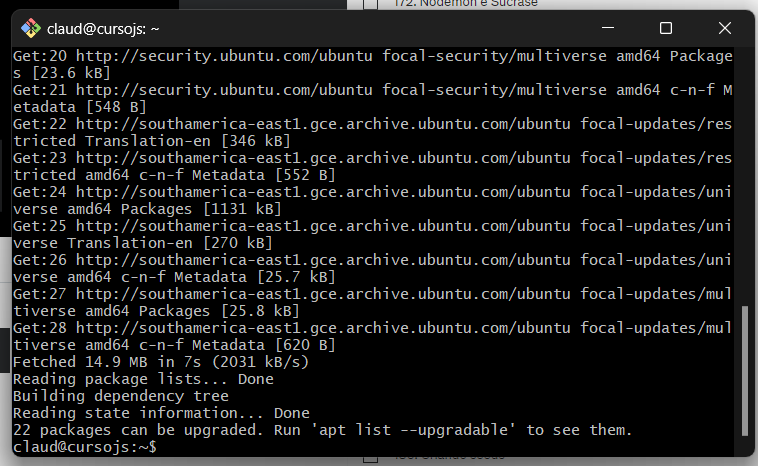 172. Nodemon e Sucrase
claud@cursojs: ~
Get:20 http://security.ubuntu.com/ubuntu focal-security/multiverse amd64 Package
s [23.6 kB]
Get:21 http://security.ubuntu.com/ubuntu focal-security/multiverse amd64 c-n-f M
etadata [548 B]
Get:22 http://southamerica-east1.gce.archive.ubuntu.com/ubuntu focal-updates/res
tricted Translation-en [346 kB]
Get:23 http://southamerica-east1.gce.archive.ubuntu.com/ubuntu focal-updates/res
tricted amd64 c-n-f Metadata [552 B]
Get:24 http://southamerica-east1.gce.archive.ubuntu.com/ubuntu focal-updates/uni
verse amd64 Packages [1131 kB]
Get:25 http://southamerica-east1.gce.archive.ubuntu.com/ubuntu focal-updates/uni
verse Translation-en [270 kB]
Get:26 http://southamerica-east1.gce.archive.ubuntu.com/ubuntu focal-updates/uni
verse amd64 c-n-f Metadata [25.7 kB]
Get:27 http://southamerica-east1.gce.archive.ubuntu.com/ubuntu focal-updates/mul
tiverse amd64 Packages [25.8 kB]
Get:28 http://southamerica-east1.gce.archive.ubuntu.com/ubuntu focal-updates/mul
tiverse amd64 c-n-f Metadata [620 B]
Fetched 14.9 MB in 7s (2031 kB/s)
Reading package lists... Done
Building dependency tree
Reading state information... Done
22 packages can be upgraded. Run 'apt list --upgradable' to see them.
claud@cursojs:~$